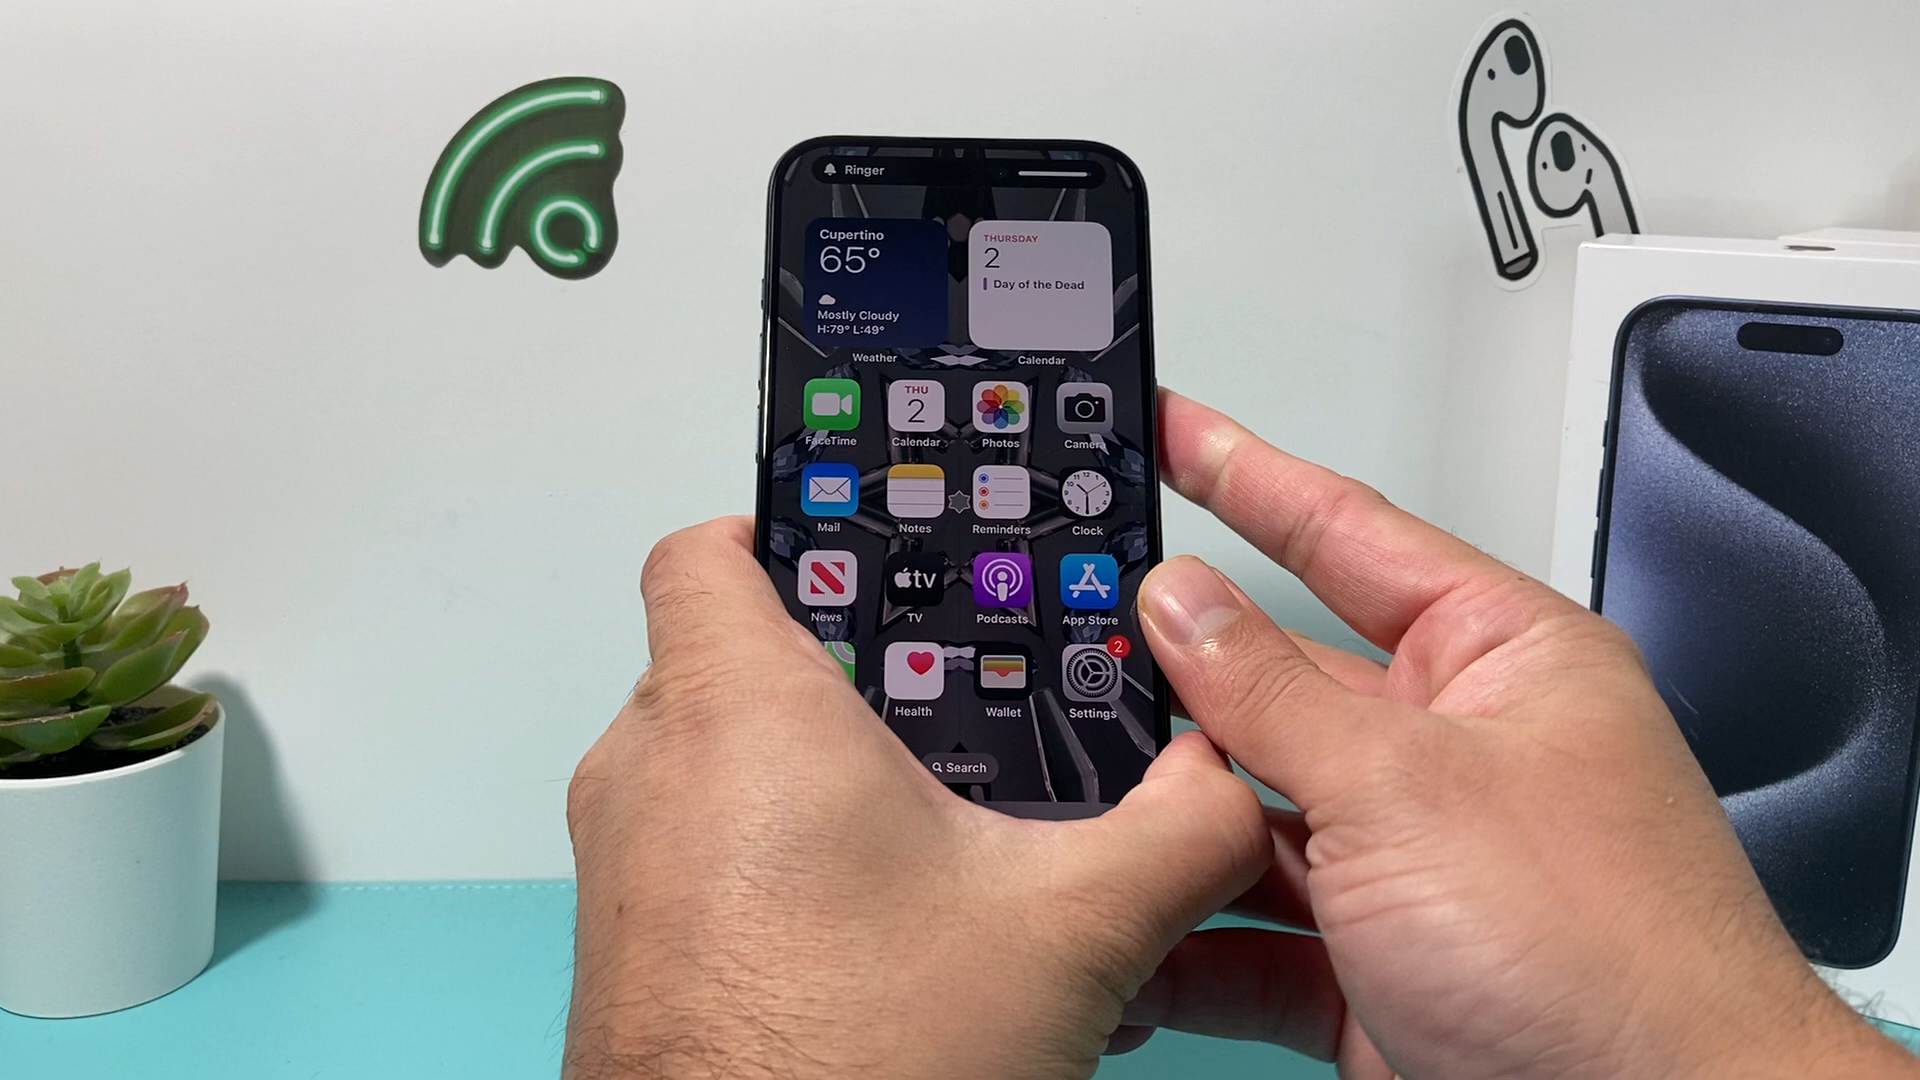 Ringer
Cupertino
65°
Mostly Cloudy
H:79° L:49°
Weather
THURSDAY
2
Day of the Dead
Calendar
FaceTime
THU
2
Calendar
Photos
Camera
Mail
Notes
Reminders
Clock
News
tv
TV
Podcasts
App Store
Health
Wallet
2
Settings
Search